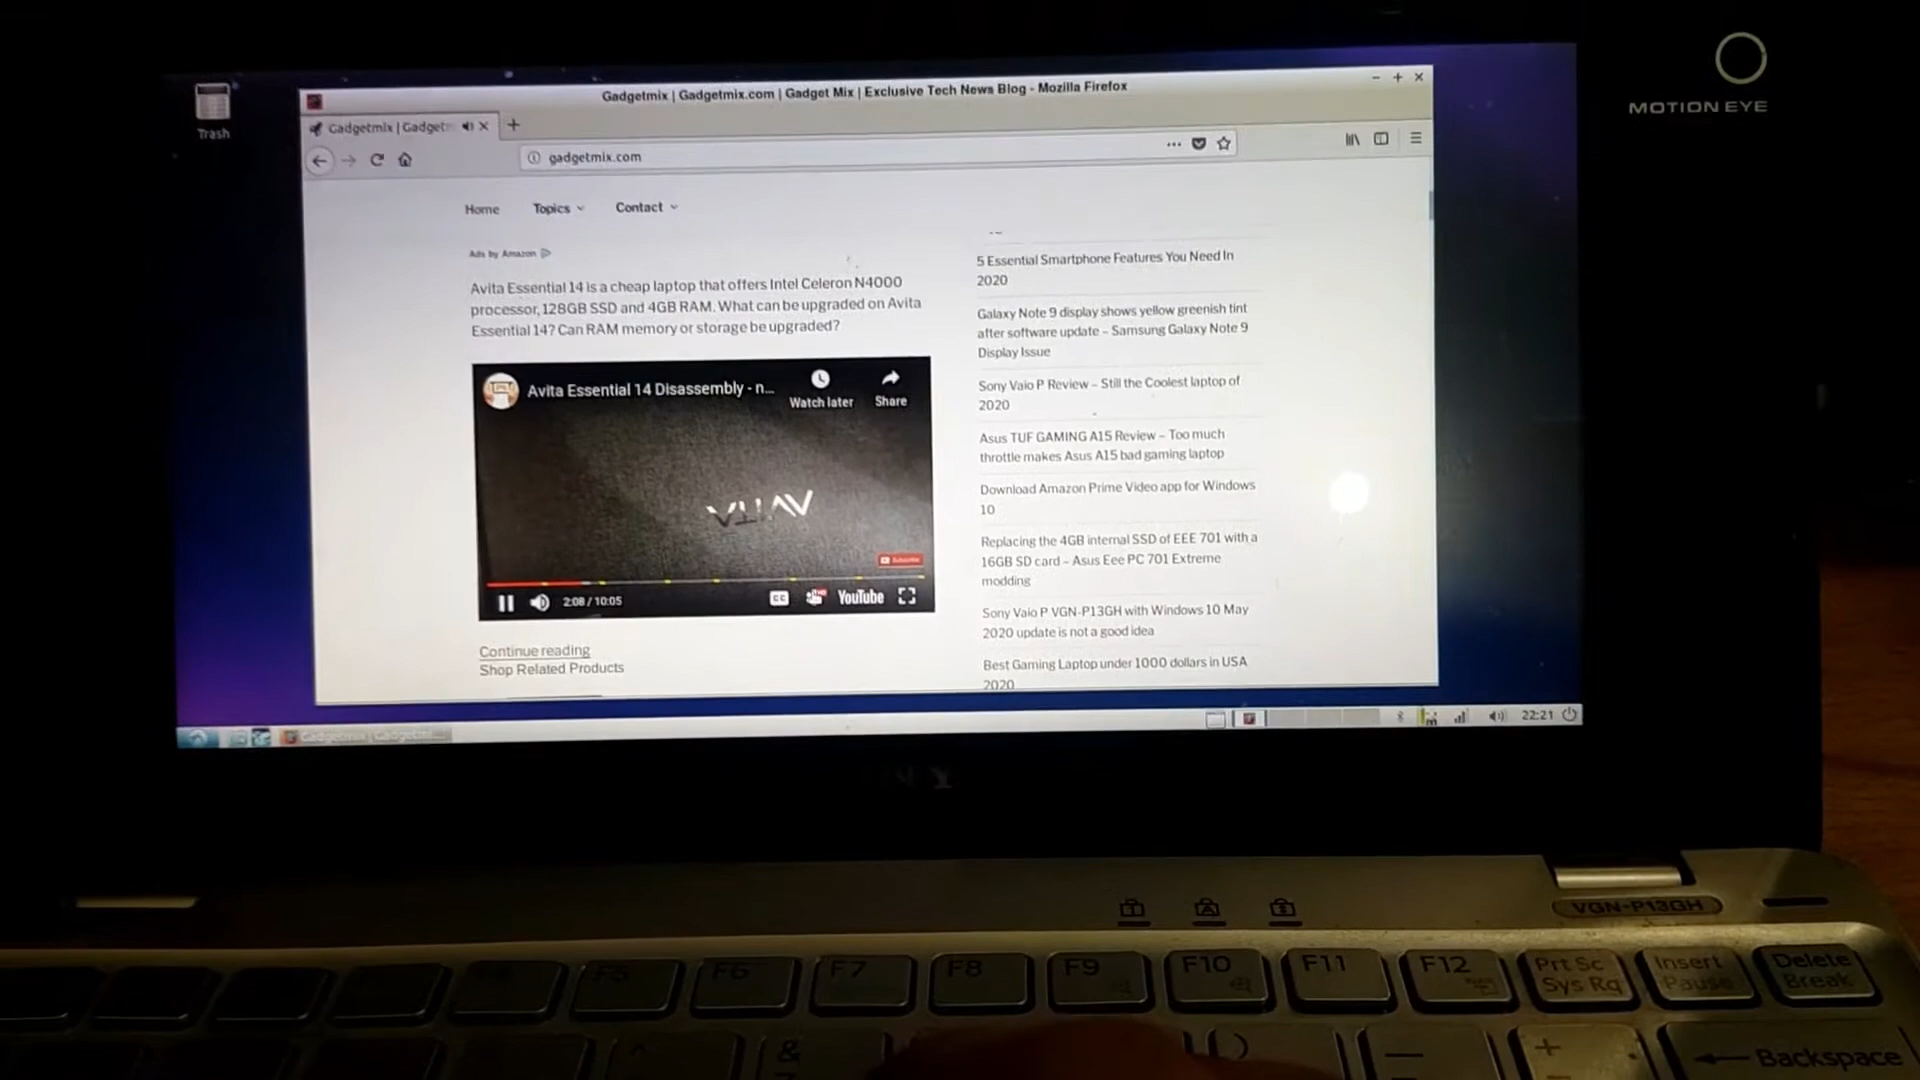 MOTION EYE
Trash
Gadgetmix | Gadgetmix.com | Gadget Mix | Exclusive Tech News Blog - Mozilla Firefox
Gadgetmix | Gadget
gadgetmix.com
Home Topics Contact
Ads by Amazon
Avita Essential 14 is a cheap laptop that offers Intel Celeron N4000
processor, 128GB SSD and 4GB RAM. What can be upgraded on Avita
Essential 14? Can RAM memory or storage be upgraded?
Avita Essential 14 Disassembly - n...
Watch later
Share
Subscribe
2:08 / 10:05
CC
YouTube
Continue reading
Shop Related Products
5 Essential Smartphone Features You Need In
2020
Galaxy Note 9 display shows yellow greenish tint
after software update – Samsung Galaxy Note 9
Display Issue
Sony Vaio P Review – Still the Coolest laptop of
2020
Asus TUF GAMING A15 Review – Too much
throttle makes Asus A15 bad gaming laptop
Download Amazon Prime Video app for Windows
10
Replacing the 4GB internal SSD of EEE 701 with a
16GB SD card – Asus Eee PC 701 Extreme
modding
Sony Vaio P VGN-P13GH with Windows 10 May
2020 update is not a good idea
Best Gaming Laptop under 1000 dollars in USA
2020
22:21
VGN-P13GH
F5 F6 F7 F8 F9 F10 F11 F12
Prt Sc
Sys Rq
Insert
Pause
Delete
Break
& ( ) — +
Backspace